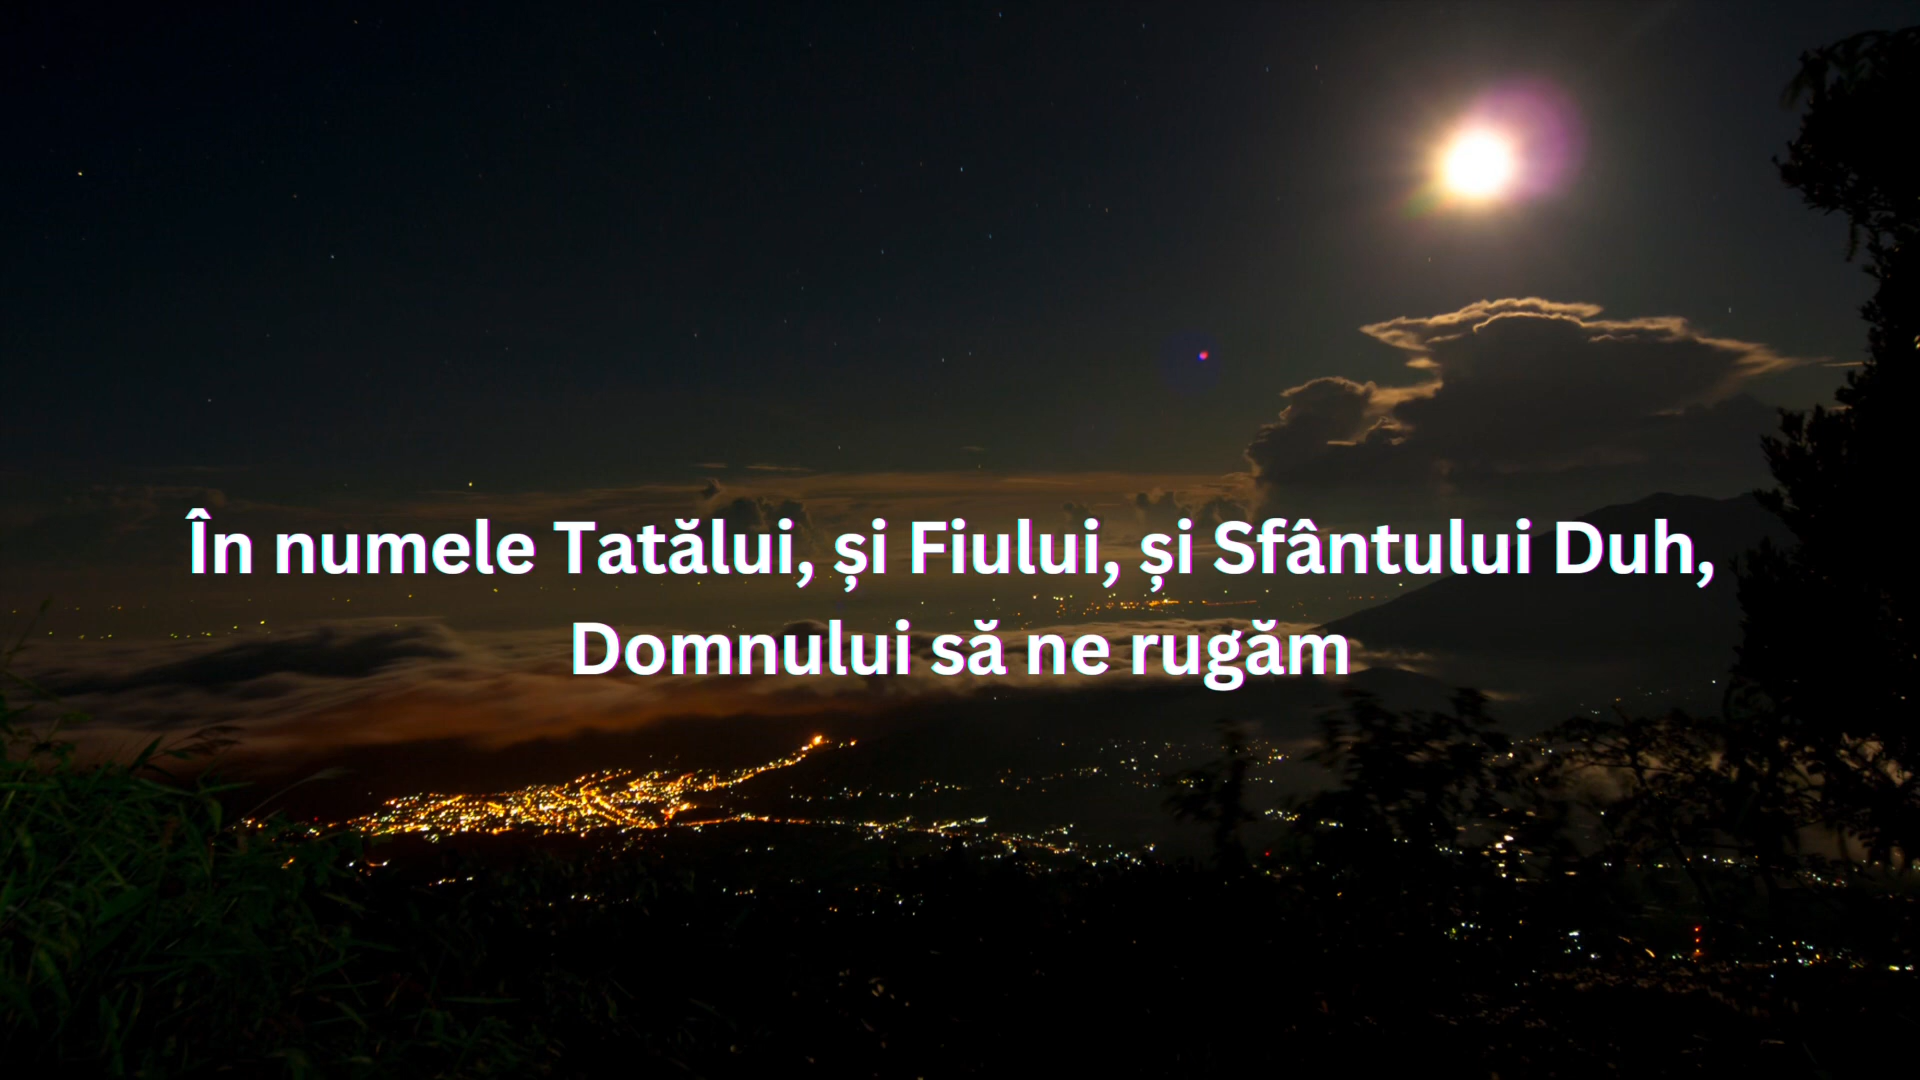 În numele Tatălui, și Fiului, și Sfântului Duh,
Domnului să ne rugăm